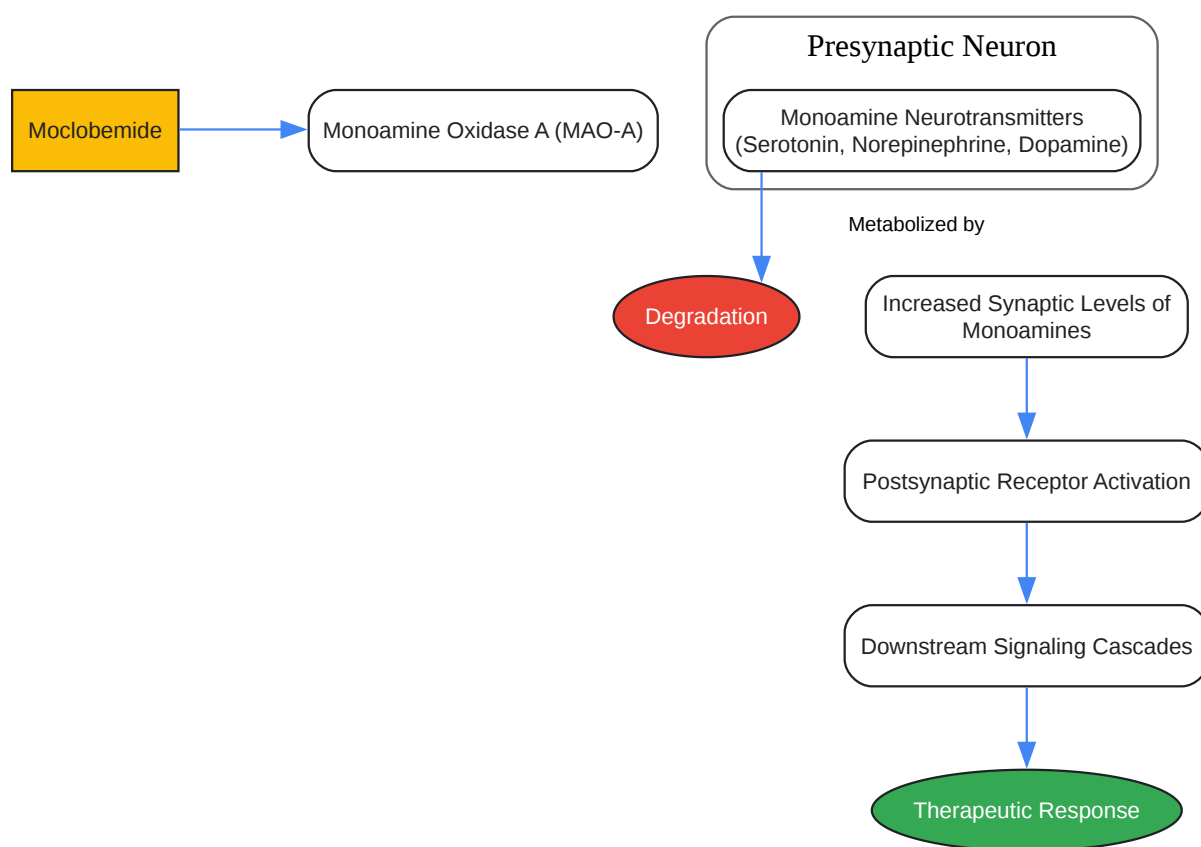 Presynaptic Neuron
Moclobemide
Monoamine Oxidase A (MAO-A)
Monoamine Neurotransmitters
(Serotonin, Norepinephrine, Dopamine)
Metabolized by
Degradation
Increased Synaptic Levels of
Monoamines
Postsynaptic Receptor Activation
Downstream Signaling Cascades
Therapeutic Response